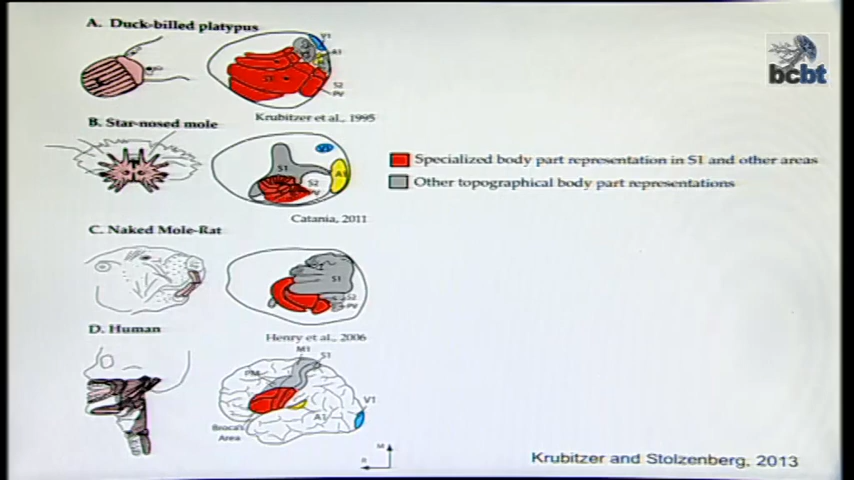 A. Duck-billed platypus
V1
A1
S1
S2
PV
Krubitzer et al., 1995
B. Star-nosed mole
V1
S1
A1
S2
PV
Catania, 2011
C. Naked Mole-Rat
S1
S2
PV
Henry et al., 2006
D. Human
M1
S1
PM
V1
A1
Broca's
Area
M
R
Specialized body part representation in S1 and other areas
Other topographical body part representations
Krubitzer and Stolzenberg, 2013
bcbt